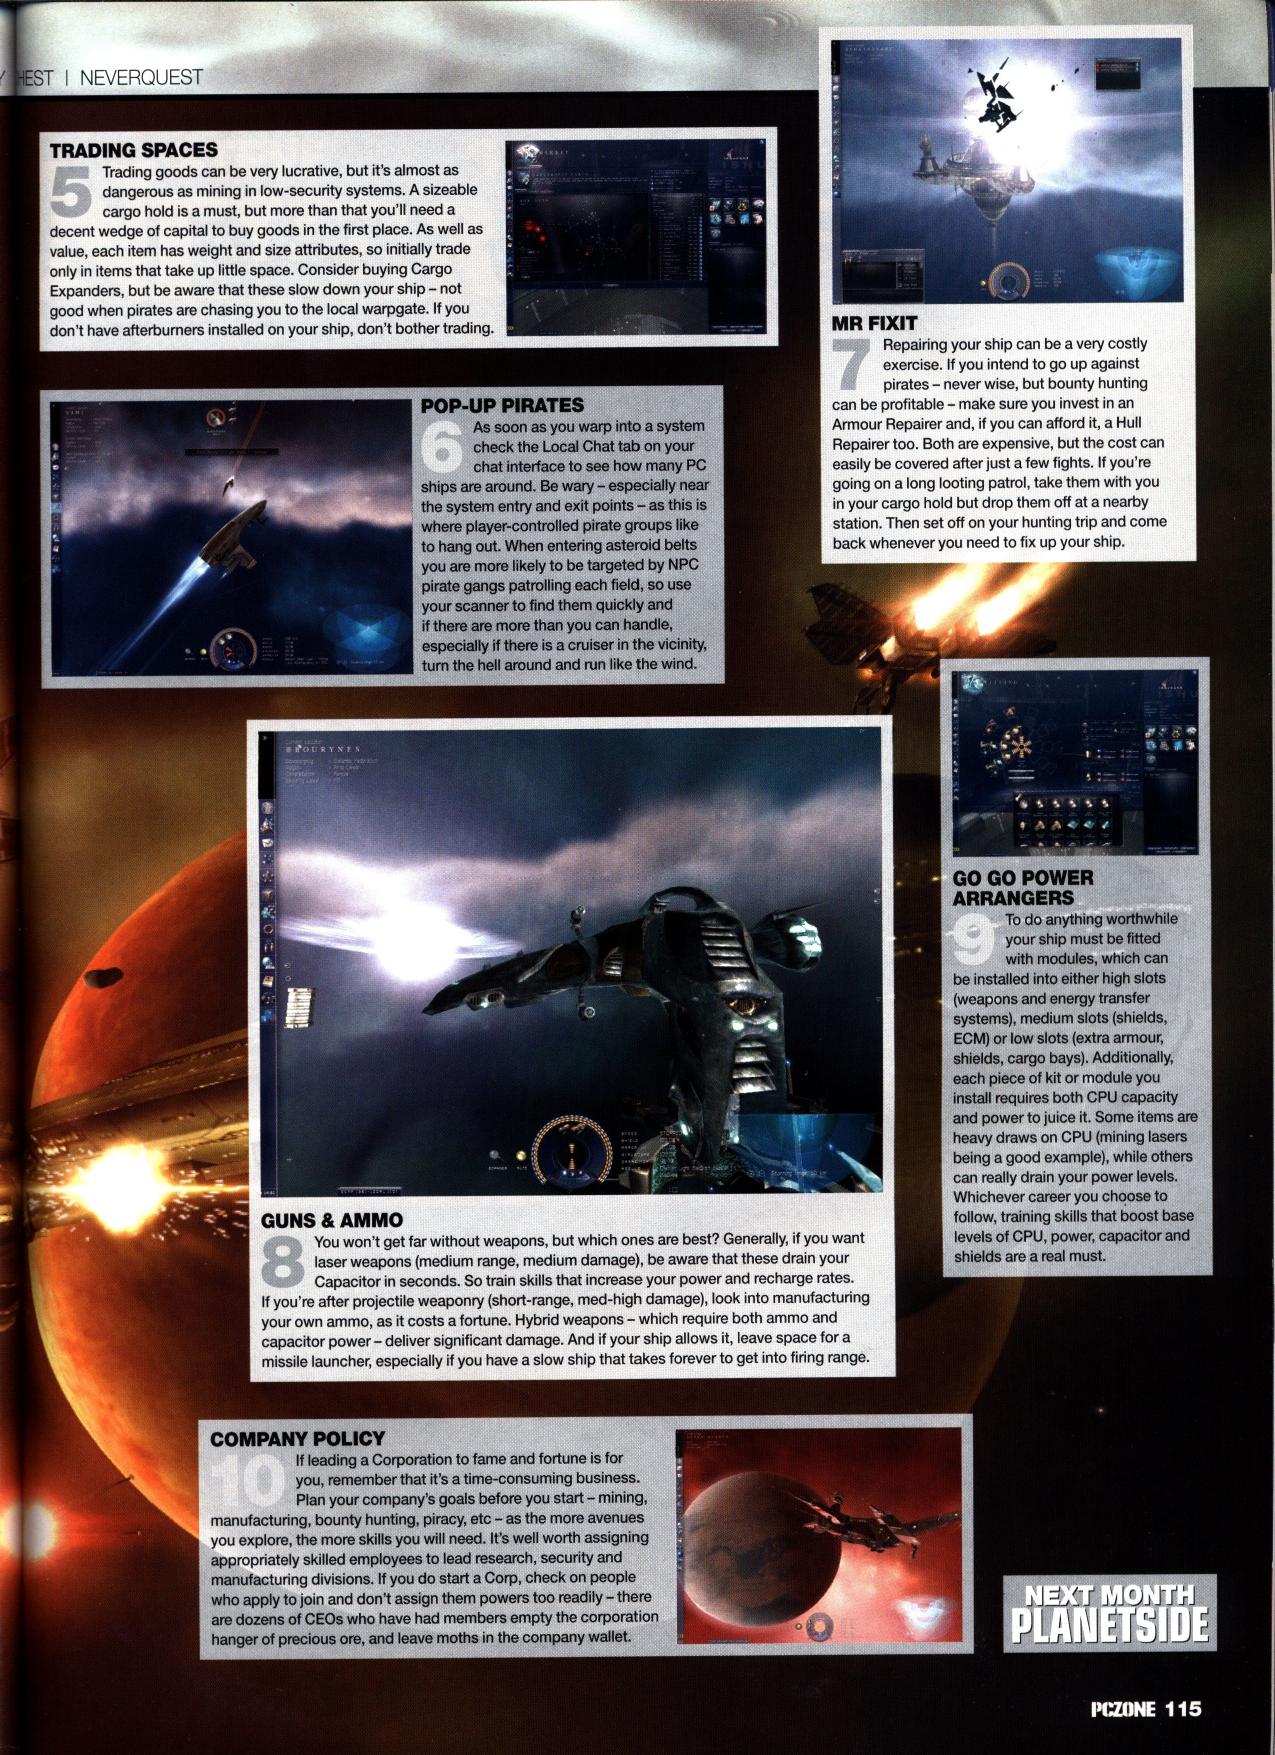 HEST | NEVERQUEST
TRADING SPACES
5 Trading goods can be very lucrative, but it's almost as
dangerous as mining in low-security systems. A sizeable
cargo hold is a must, but more than that you'll need a
decent wedge of capital to buy goods in the first place. As well as
value, each item has weight and size attributes, so initially trade
only in items that take up little space. Consider buying Cargo
Expanders, but be aware that these slow down your ship – not
good when pirates are chasing you to the local warpgate. If you
don't have afterburners installed on your ship, don't bother trading.
POP-UP PIRATES
6 As soon as you warp into a system
check the Local Chat tab on your
chat interface to see how many PC
ships are around. Be wary – especially near
the system entry and exit points – as this is
where player-controlled pirate groups like
to hang out. When entering asteroid belts
you are more likely to be targeted by NPC
pirate gangs patrolling each field, so use
your scanner to find them quickly and
if there are more than you can handle,
especially if there is a cruiser in the vicinity,
turn the hell around and run like the wind.
MR FIXIT
7 Repairing your ship can be a very costly
exercise. If you intend to go up against
pirates – never wise, but bounty hunting
can be profitable – make sure you invest in an
Armour Repairer and, if you can afford it, a Hull
Repairer too. Both are expensive, but the cost can
easily be covered after just a few fights. If you're
going on a long looting patrol, take them with you
in your cargo hold but drop them off at a nearby
station. Then set off on your hunting trip and come
back whenever you need to fix up your ship.
BOURYNES
GUNS & AMMO
8 You won't get far without weapons, but which ones are best? Generally, if you want
laser weapons (medium range, medium damage), be aware that these drain your
Capacitor in seconds. So train skills that increase your power and recharge rates.
If you're after projectile weaponry (short-range, med-high damage), look into manufacturing
your own ammo, as it costs a fortune. Hybrid weapons – which require both ammo and
capacitor power – deliver significant damage. And if your ship allows it, leave space for a
missile launcher, especially if you have a slow ship that takes forever to get into firing range.
GO GO POWER
ARRANGERS
9 To do anything worthwhile
your ship must be fitted
with modules, which can
be installed into either high slots
(weapons and energy transfer
systems), medium slots (shields,
ECM) or low slots (extra armour,
shields, cargo bays). Additionally,
each piece of kit or module you
install requires both CPU capacity
and power to juice it. Some items are
heavy draws on CPU (mining lasers
being a good example), while others
can really drain your power levels.
Whichever career you choose to
follow, training skills that boost base
levels of CPU, power, capacitor and
shields are a real must.
COMPANY POLICY
10 If leading a Corporation to fame and fortune is for
you, remember that it's a time-consuming business.
Plan your company's goals before you start – mining,
manufacturing, bounty hunting, piracy, etc – as the more avenues
you explore, the more skills you will need. It's well worth assigning
appropriately skilled employees to lead research, security and
manufacturing divisions. If you do start a Corp, check on people
who apply to join and don't assign them powers too readily – there
are dozens of CEOs who have had members empty the corporation
hanger of precious ore, and leave moths in the company wallet.
NEXT MONTH
PLANETSIDE
PCZONE 115